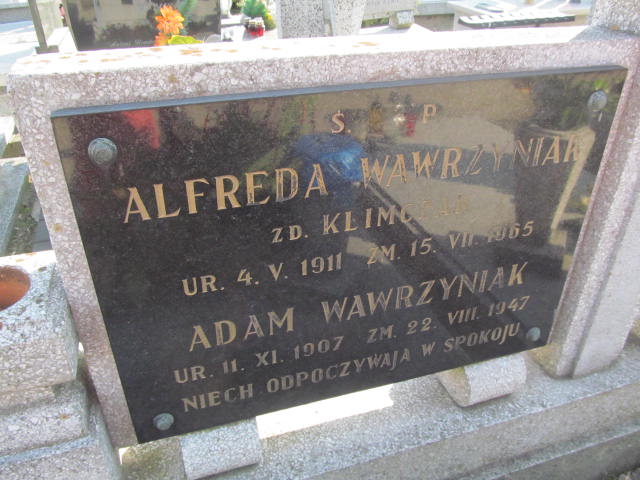 Ś. P
ALFREDA WAWRZYNIAK
ZD. KLIMCZAK
UR. 4. V. 1911 ZM. 15. VII. 1965
ADAM WAWRZYNIAK
UR. 11. XI. 1907 ZM. 22. VIII. 1947
NIECH ODPOCZYWAJA W SPOKOJU